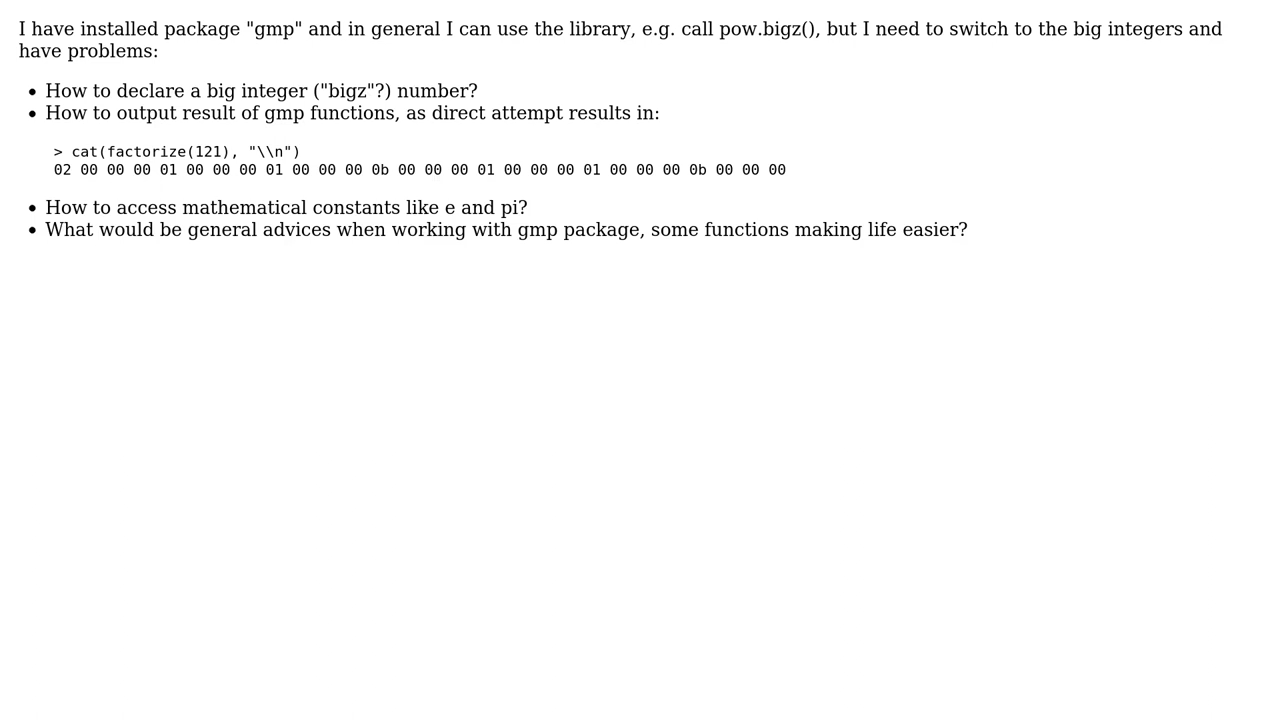 I have installed package "gmp" and in general I can use the library, e.g. call pow.bigz(), but I need to switch to the big integers and
have problems:
• How to declare a big integer ("bigz"?) number?
• How to output result of gmp functions, as direct attempt results in:
> cat(factorize(121), "\\n")
02 00 00 00 01 00 00 00 01 00 00 00 0b 00 00 00 01 00 00 00 01 00 00 00 0b 00 00 00
• How to access mathematical constants like e and pi?
• What would be general advices when working with gmp package, some functions making life easier?